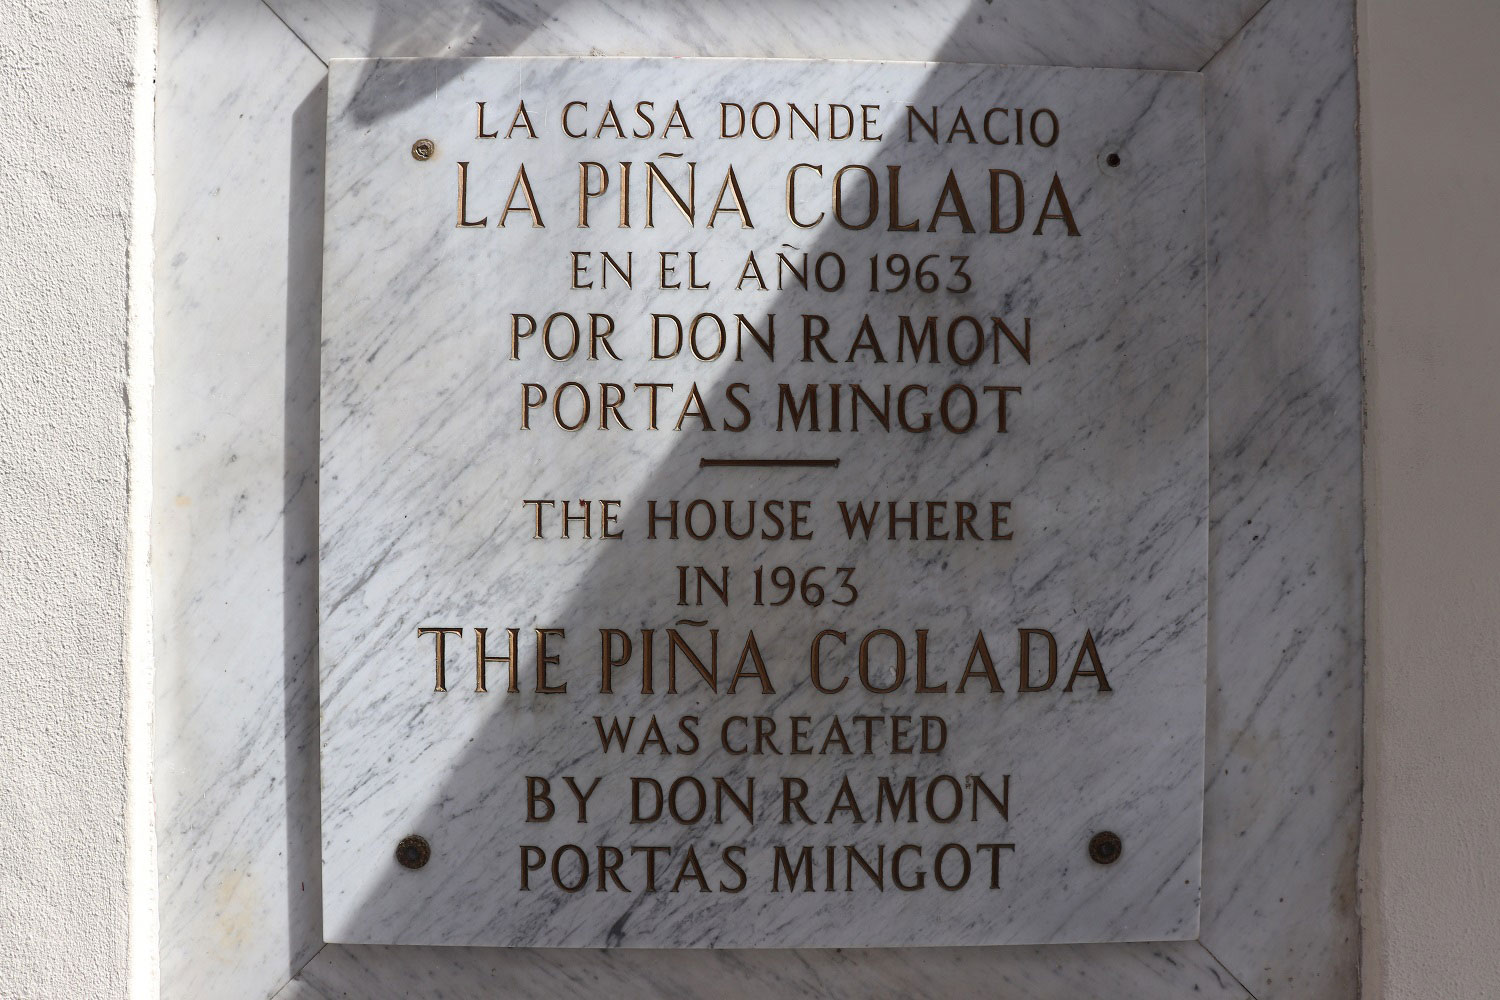 LA CASA DONDE NACIO
LA PIÑA COLADA
EN EL AÑO 1963
POR DON RAMON
PORTAS MINGOT
THE HOUSE WHERE
IN 1963
THE PIÑA COLADA
WAS CREATED
BY DON RAMON
PORTAS MINGOT